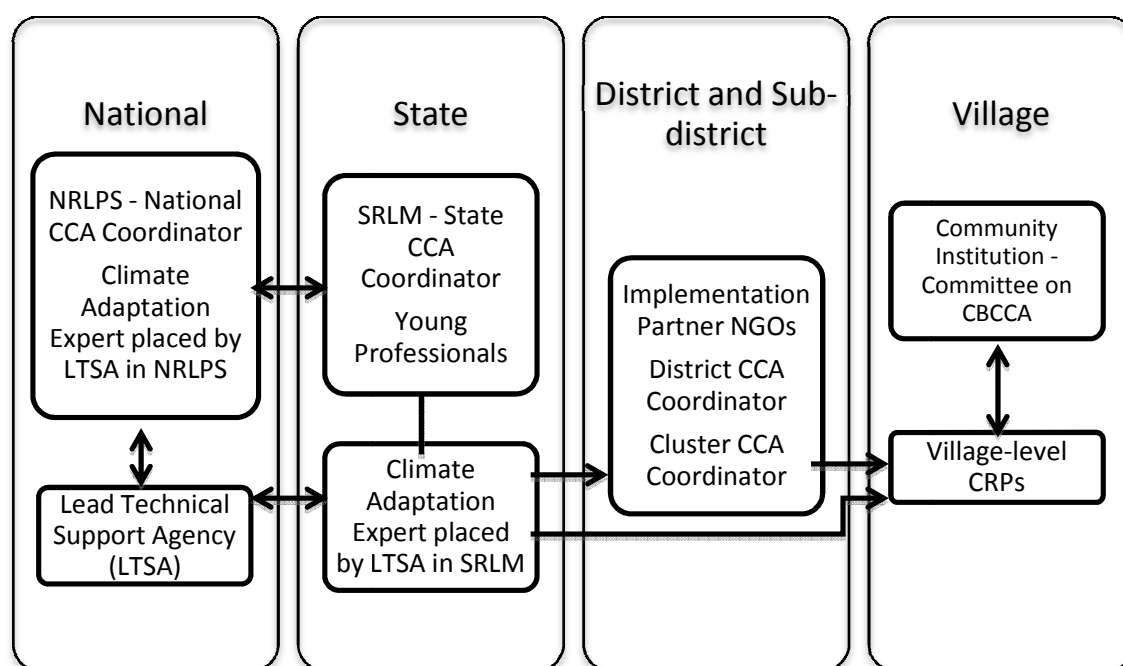 National
NRLPS - National
CCA Coordinator
Climate
Adaptation
Expert placed by
LTSA in NRLPS
Lead Technical
Support Agency
(LTSA)
State
SRLM - State
CCA
Coordinator
Young
Professionals
Climate
Adaptation
Expert placed
by LTSA in SRLM
District and Sub-
district
Implementation
Partner NGOs
District CCA
Coordinator
Cluster CCA
Coordinator
Village
Community
Institution -
Committee on
CBCCA
Village-level
CRPs